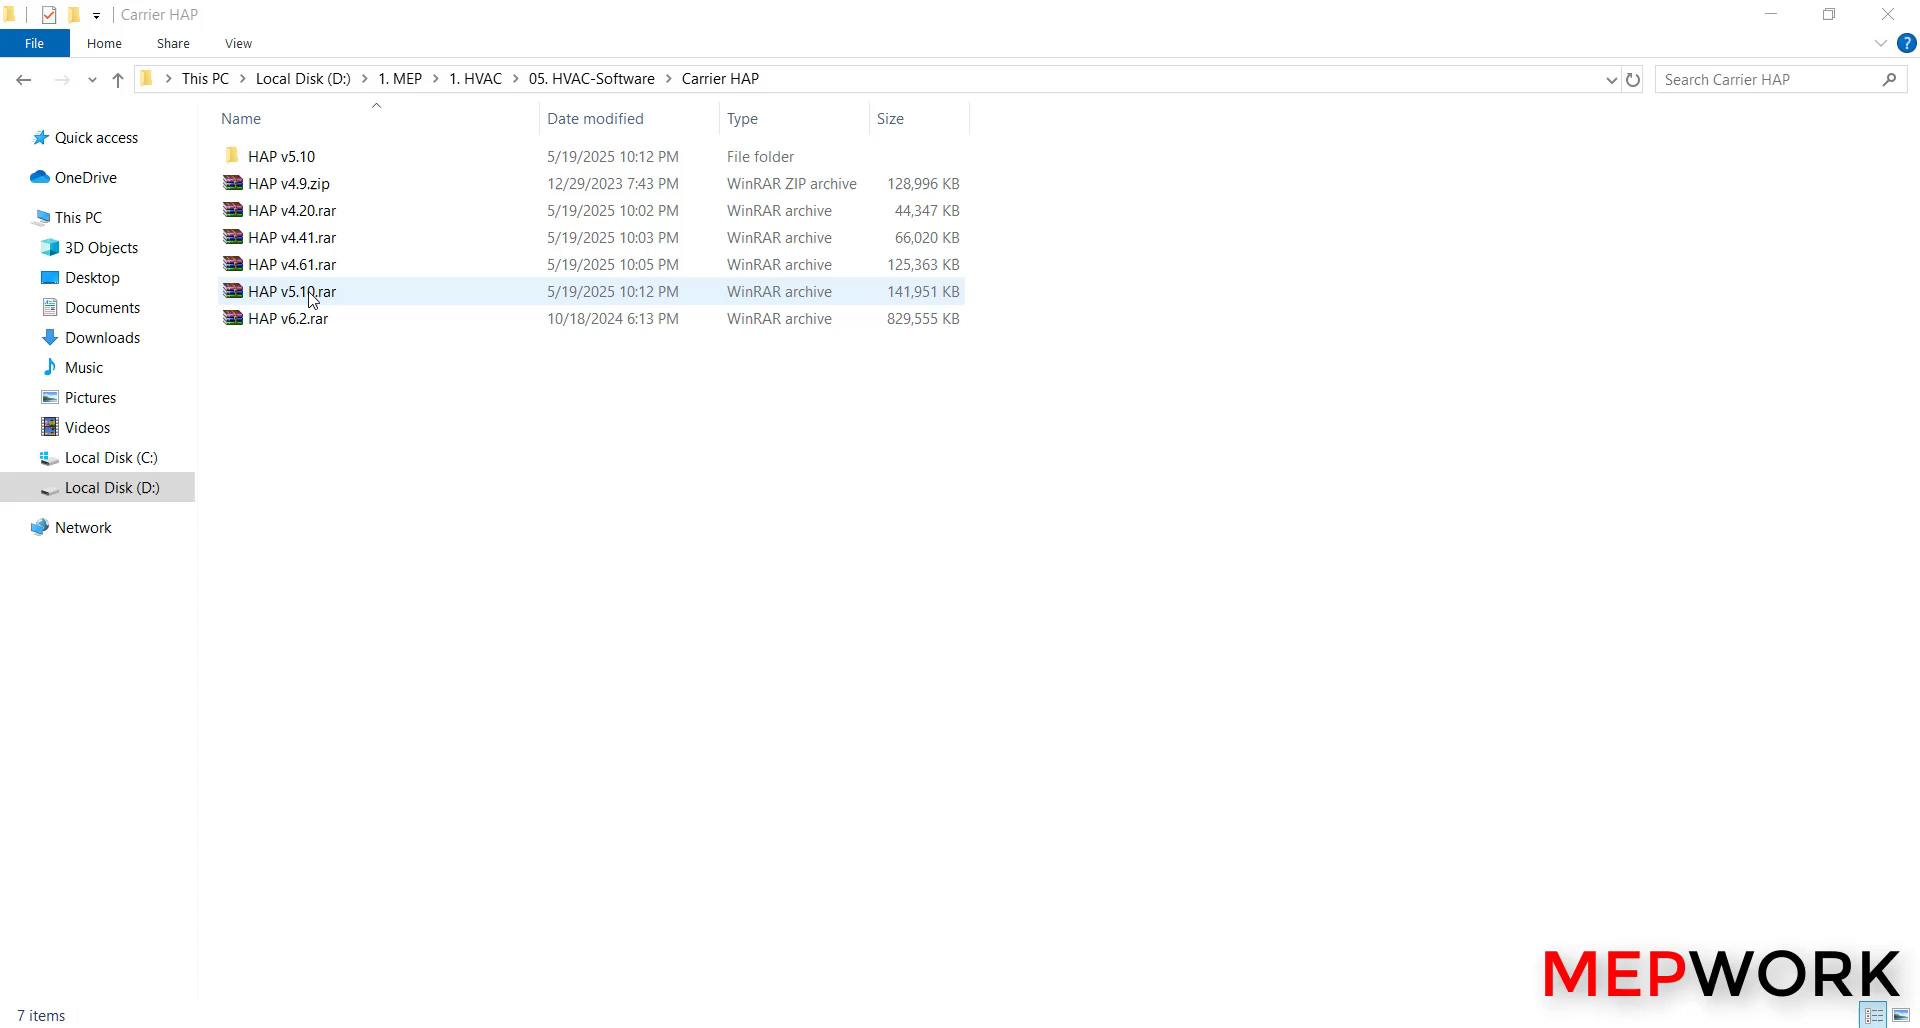 Carrier HAP
File Home Share View
This PC Local Disk (D:) 1. MEP 1. HVAC 05. HVAC-Software Carrier HAP
Search Carrier HAP
Name Date modified Type Size
Quick access
OneDrive
This PC
3D Objects
Desktop
Documents
Downloads
Music
Pictures
Videos
Local Disk (C:)
Local Disk (D:)
Network
HAP v5.10 5/19/2025 10:12 PM File folder
HAP v4.9.zip 12/29/2023 7:43 PM WinRAR ZIP archive 128,996 KB
HAP v4.20.rar 5/19/2025 10:02 PM WinRAR archive 44,347 KB
HAP v4.41.rar 5/19/2025 10:03 PM WinRAR archive 66,020 KB
HAP v4.61.rar 5/19/2025 10:05 PM WinRAR archive 125,363 KB
HAP v5.10.rar 5/19/2025 10:12 PM WinRAR archive 141,951 KB
HAP v6.2.rar 10/18/2024 6:13 PM WinRAR archive 829,555 KB
MEPWORK
7 items